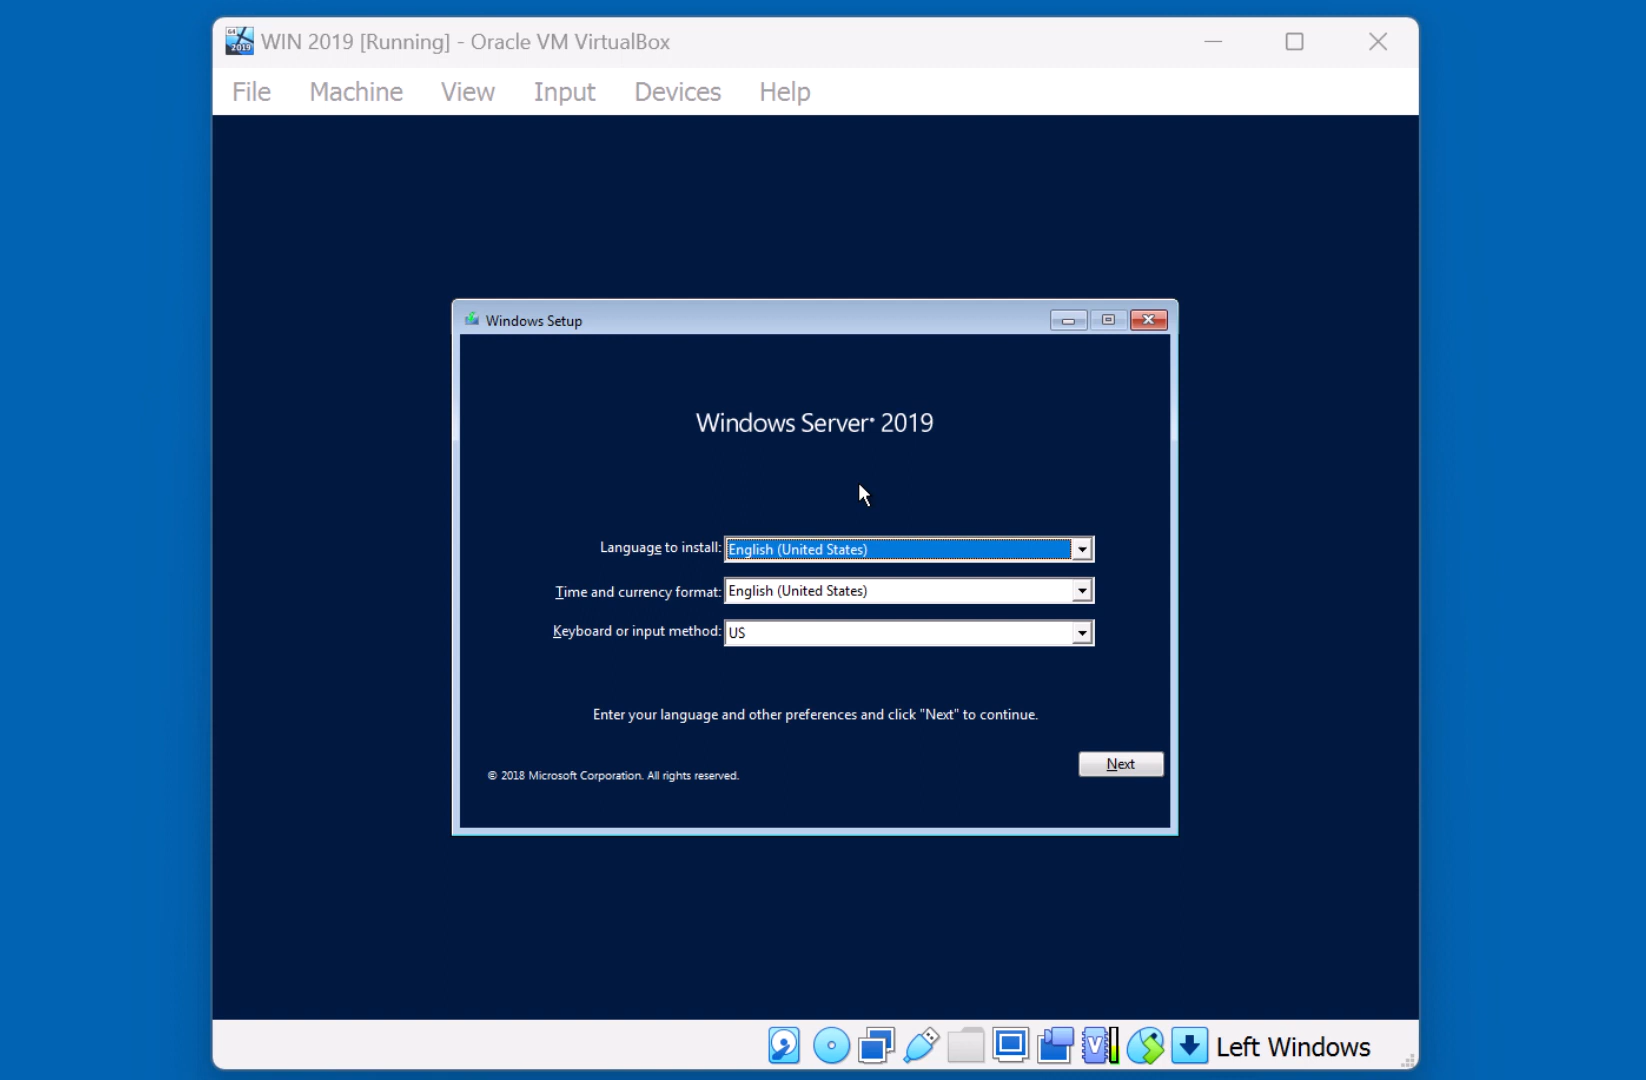 64
2019
WIN 2019 [Running] - Oracle VM VirtualBox
File Machine View Input Devices Help
Windows Setup
Windows Server® 2019
Language to install: English (United States)
Time and currency format: English (United States)
Keyboard or input method: US
Enter your language and other preferences and click "Next" to continue.
Next
© 2018 Microsoft Corporation. All rights reserved.
V
Left Windows